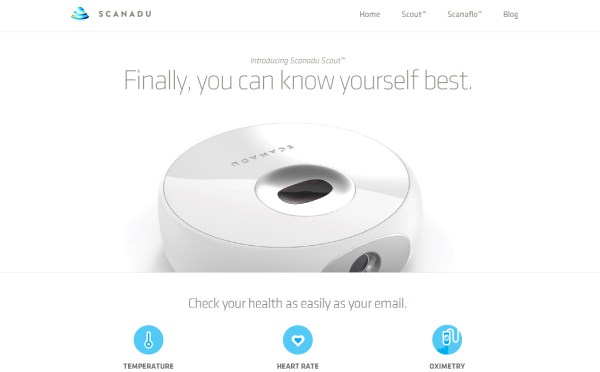 SCANADU
Home Scout™ Scanaflo™ Blog
Introducing Scanadu Scout™
Finally, you can know yourself best.
SCANADU
Check your health as easily as your email.
TEMPERATURE HEART RATE OXIMETRY